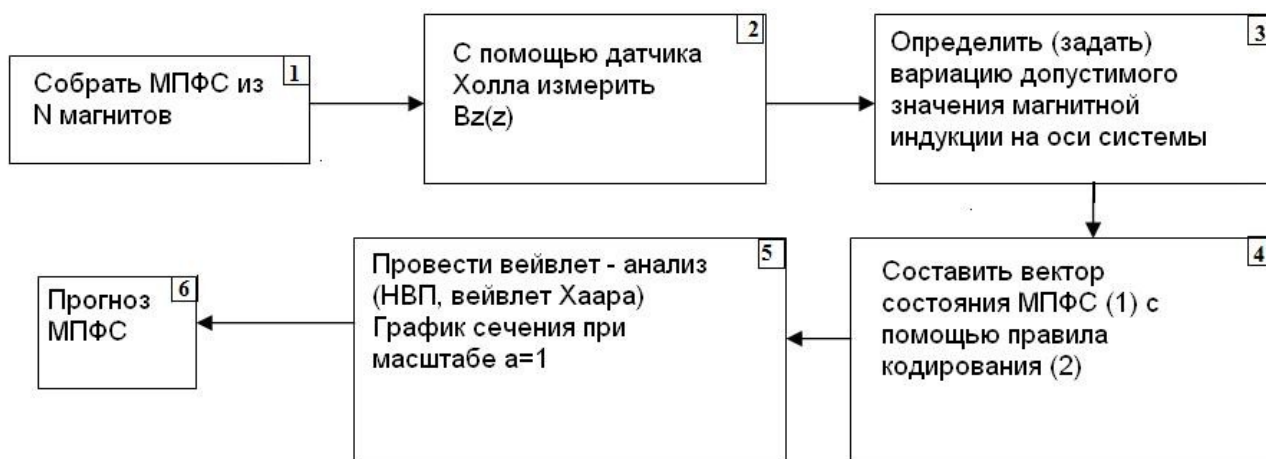 1
Собрать МПФС из
N магнитов
2
С помощью датчика
Холла измерить
Bz(z)
3
Определить (задать)
вариацию допустимого
значения магнитной
индукции на оси системы
4
Составить вектор
состояния МПФС (1) с
помощью правила
кодирования (2)
5
Провести вейвлет - анализ
(НВП, вейвлет Хаара)
График сечения при
масштабе a=1
6
Прогноз
МПФС